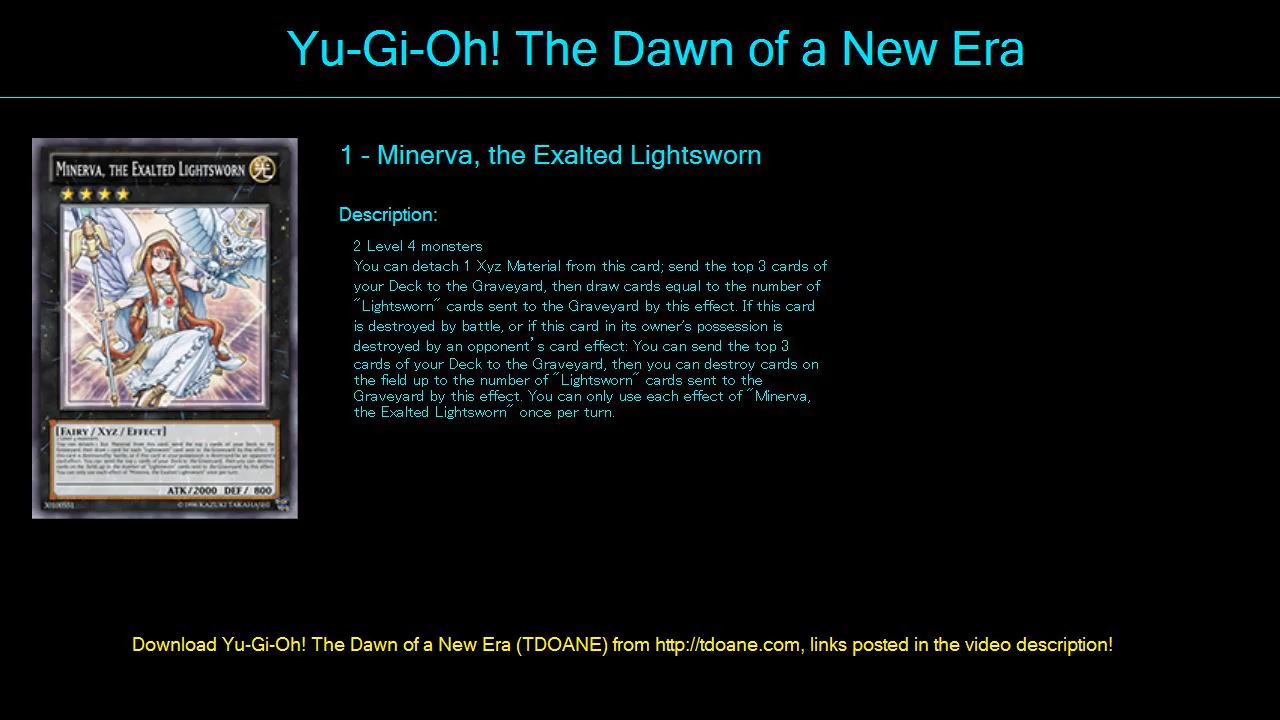 Yu-Gi-Oh! The Dawn of a New Era
MINERVA, THE EXALTED LIGHTSWORN
光
1 - Minerva, the Exalted Lightsworn
Description:
2 Level 4 monsters
You can detach 1 Xyz Material from this card; send the top 3 cards of
your Deck to the Graveyard, then draw cards equal to the number of
"Lightsworn" cards sent to the Graveyard by this effect. If this card
is destroyed by battle, or if this card in its owner's possession is
destroyed by an opponent's card effect: You can send the top 3
cards of your Deck to the Graveyard, then you can destroy cards on
the field up to the number of "Lightsworn" cards sent to the
Graveyard by this effect. You can only use each effect of "Minerva,
the Exalted Lightsworn" once per turn.
[FAIRY / XYZ / EFFECT]
ATK/2000 DEF/ 800
30100551
© 1996 KAZUKI TAKAHASHI
Download Yu-Gi-Oh! The Dawn of a New Era (TDOANE) from http://tdoane.com, links posted in the video description!